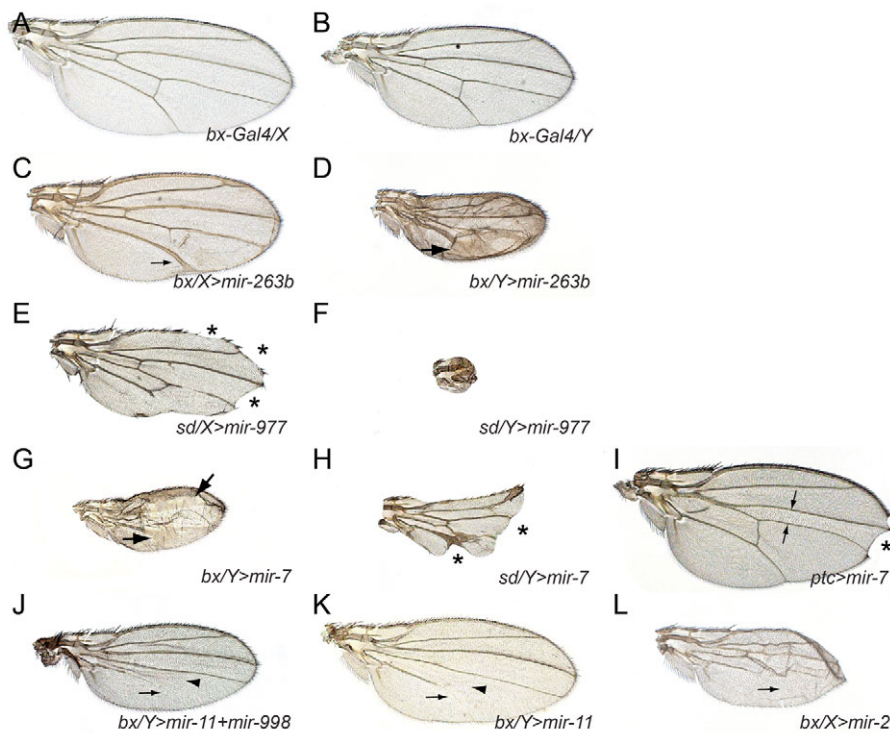 A
bx-Gal4/X
B
bx-Gal4/Y
C
bx/X>mir-263b
D
bx/Y>mir-263b
E
* * *
sd/X>mir-977
F
sd/Y>mir-977
G
bx/Y>mir-7
H
* *
sd/Y>mir-7
I
*
ptc>mir-7
J
bx/Y>mir-11+mir-998
K
bx/Y>mir-11
L
bx/X>mir-2